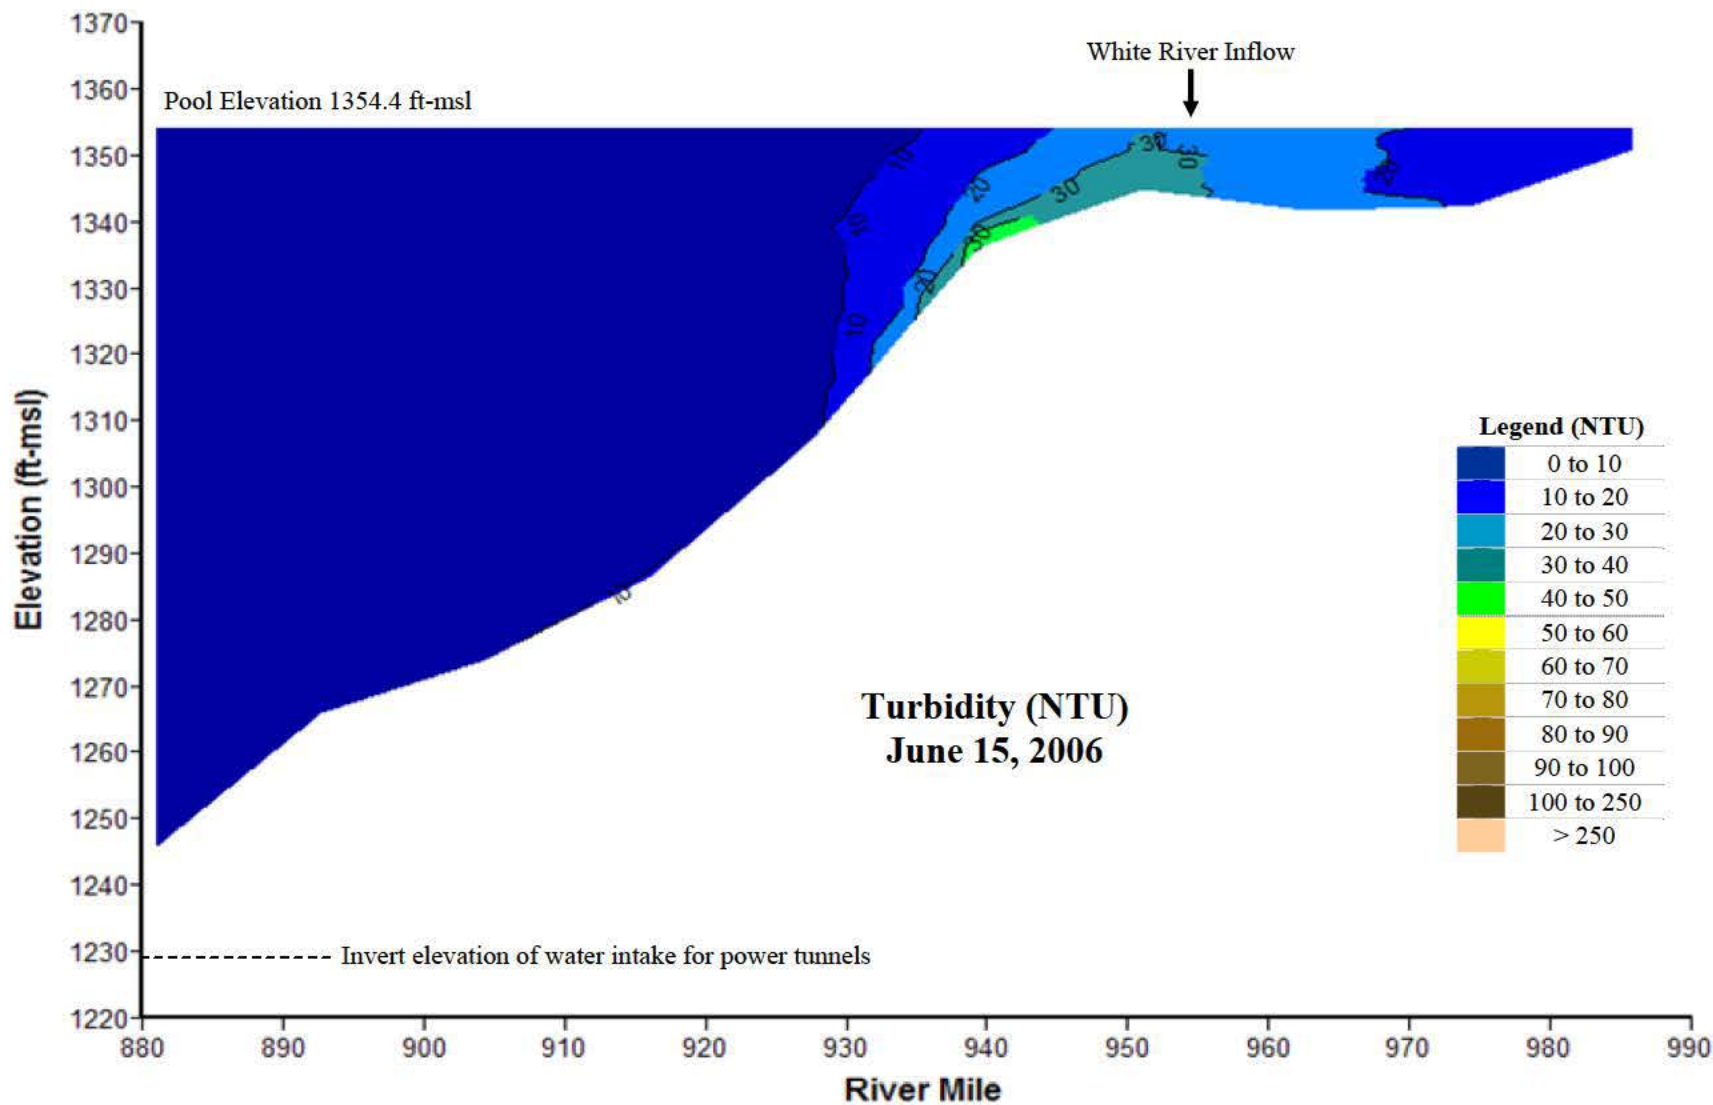 1370
White River Inflow
1360
Pool Elevation 1354.4 ft-msl
1350
1340
1330
1320
1310
1300
1290
1280
1270
1260
1250
1240
1230
1220
Elevation (ft-msl)
10
10
10
20
20
30
30
30
30
20
10
Legend (NTU)
0 to 10
10 to 20
20 to 30
30 to 40
40 to 50
50 to 60
60 to 70
70 to 80
80 to 90
90 to 100
100 to 250
> 250
Turbidity (NTU)
June 15, 2006
Invert elevation of water intake for power tunnels
880 890 900 910 920 930 940 950 960 970 980 990
River Mile